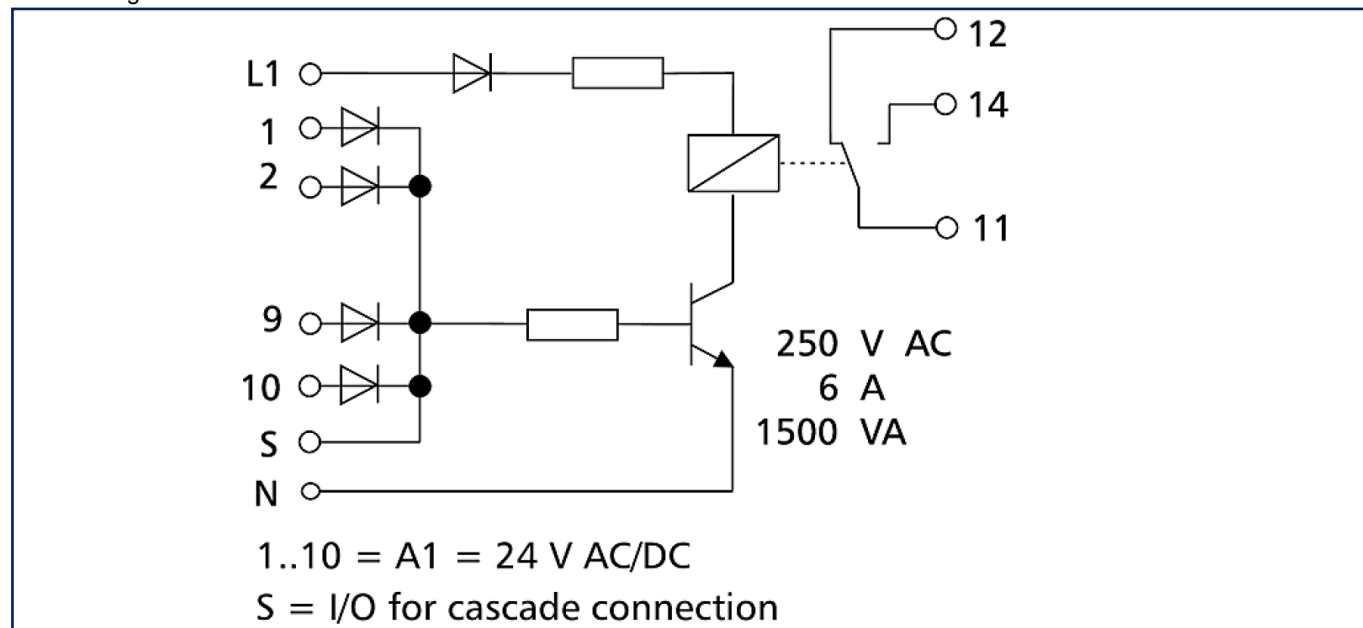 L1
12
14
1
2
11
9
250 V AC
10
6 A
S
1500 VA
N
1..10 = A1 = 24 V AC/DC
S = I/O for cascade connection